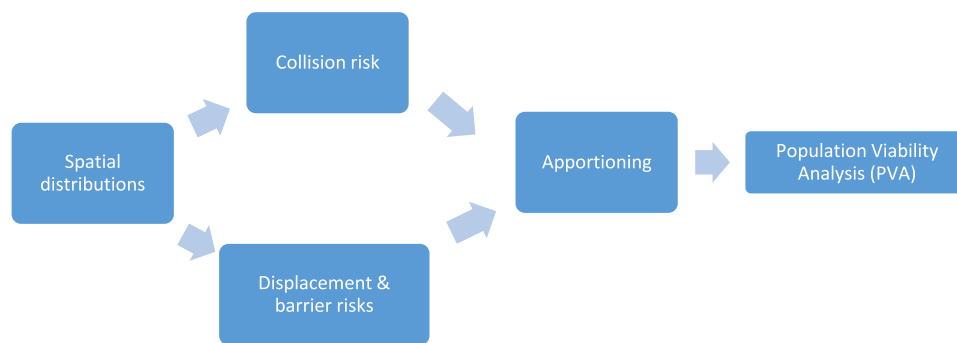 Collision risk
Spatial
distributions
Apportioning
Population Viability
Analysis (PVA)
Displacement &
barrier risks